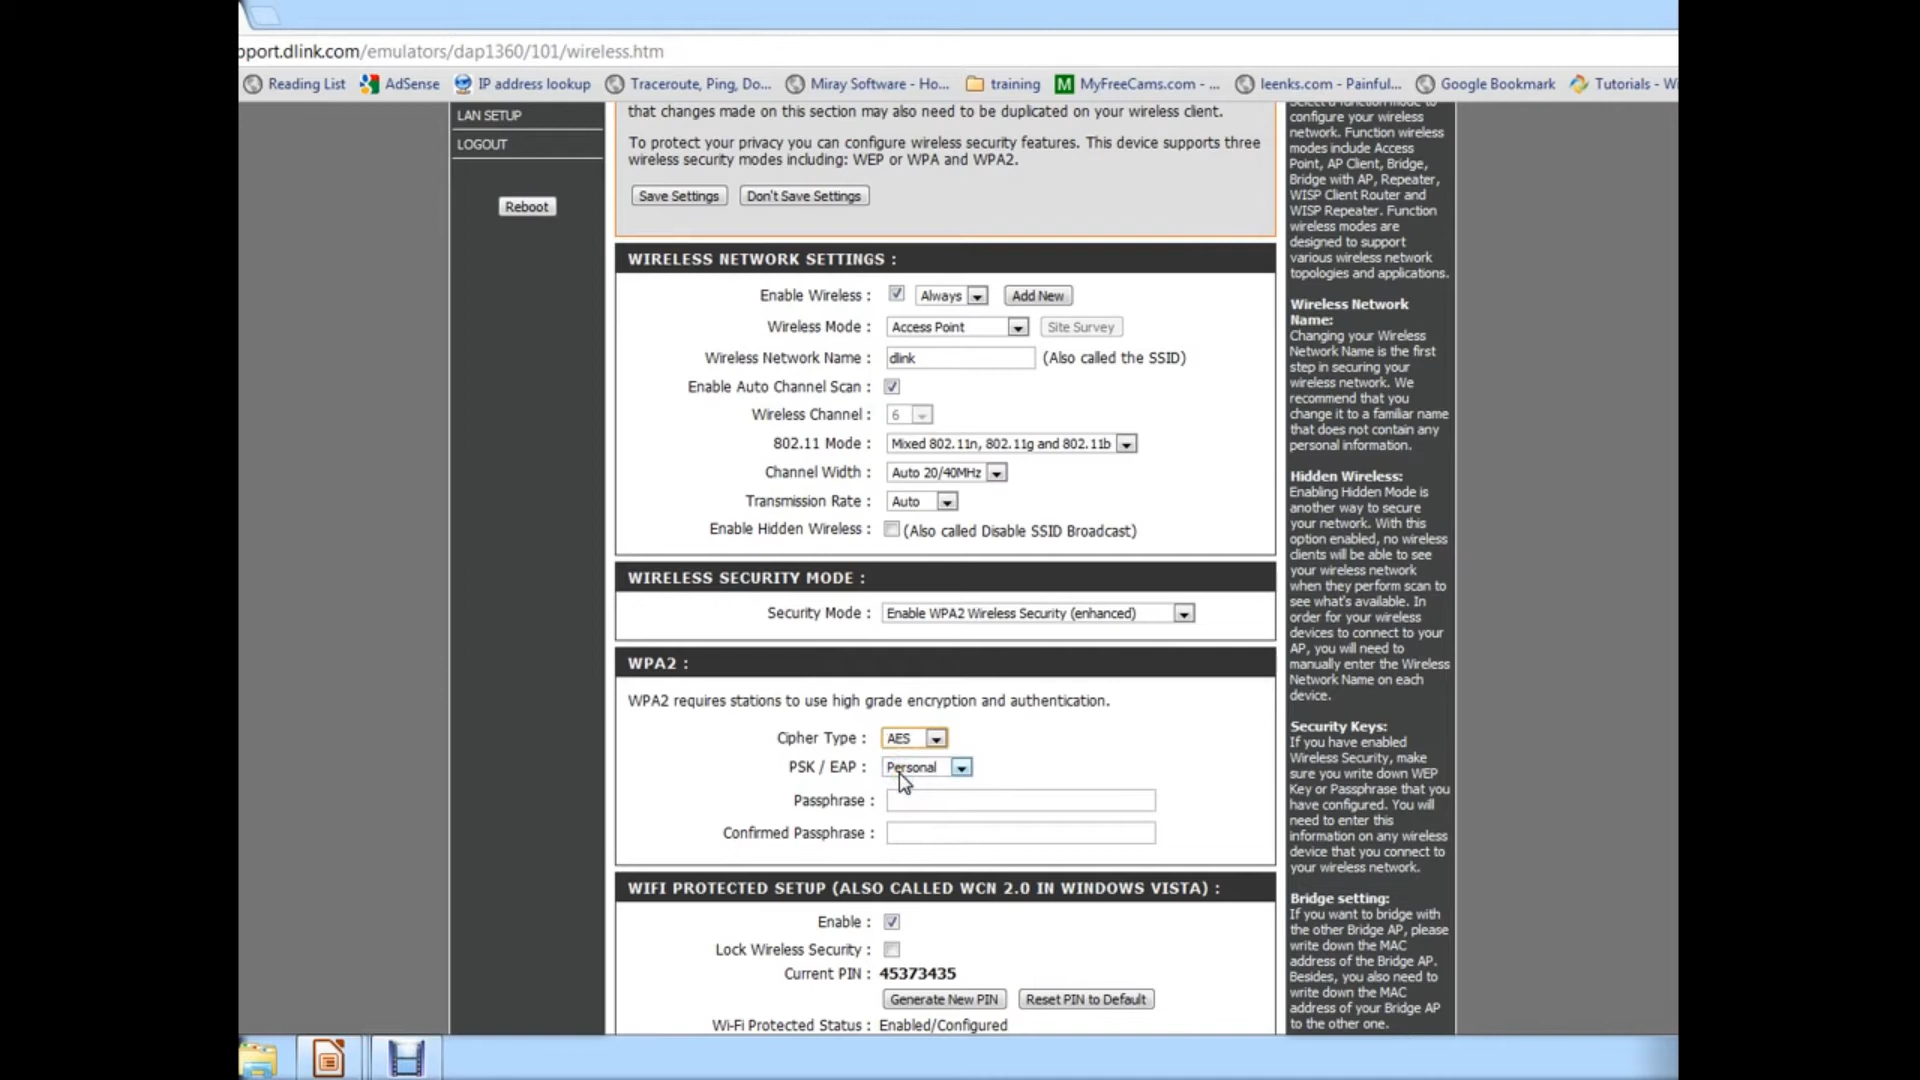 pport.dlink.com/emulators/dap1360/101/wireless.htm
Reading List AdSense IP address lookup Traceroute, Ping, Do... Miray Software - Ho... training MyFreeCams.com - ... leenks.com - Painful... Google Bookmark Tutorials - Wi
LAN SETUP
LOGOUT
Reboot
that changes made on this section may also need to be duplicated on your wireless client.
To protect your privacy you can configure wireless security features. This device supports three
wireless security modes including: WEP or WPA and WPA2.
Save Settings Don't Save Settings
WIRELESS NETWORK SETTINGS :
Enable Wireless : Always Add New
Wireless Mode : Access Point Site Survey
Wireless Network Name : dlink (Also called the SSID)
Enable Auto Channel Scan :
Wireless Channel : 6
802.11 Mode : Mixed 802.11n, 802.11g and 802.11b
Channel Width : Auto 20/40MHz
Transmission Rate : Auto
Enable Hidden Wireless : (Also called Disable SSID Broadcast)
WIRELESS SECURITY MODE :
Security Mode : Enable WPA2 Wireless Security (enhanced)
WPA2 :
WPA2 requires stations to use high grade encryption and authentication.
Cipher Type : AES
PSK / EAP : Personal
Passphrase :
Confirmed Passphrase :
WIFI PROTECTED SETUP (ALSO CALLED WCN 2.0 IN WINDOWS VISTA) :
Enable :
Lock Wireless Security :
Current PIN : 45373435
Generate New PIN Reset PIN to Default
Wi-Fi Protected Status : Enabled/Configured
Select a function mode to
configure your wireless
network. Function wireless
modes include Access
Point, AP Client, Bridge,
Bridge with AP, Repeater,
WISP Client Router and
WISP Repeater. Function
wireless modes are
designed to support
various wireless network
topologies and applications.
Wireless Network
Name:
Changing your Wireless
Network Name is the first
step in securing your
wireless network. We
recommend that you
change it to a familiar name
that does not contain any
personal information.
Hidden Wireless:
Enabling Hidden Mode is
another way to secure
your network. With this
option enabled, no wireless
clients will be able to see
your wireless network
when they perform scan to
see what's available. In
order for your wireless
devices to connect to your
AP, you will need to
manually enter the Wireless
Network Name on each
device.
Security Keys:
If you have enabled
Wireless Security, make
sure you write down WEP
Key or Passphrase that you
have configured. You will
need to enter this
information on any wireless
device that you connect to
your wireless network.
Bridge setting:
If you want to bridge with
the other Bridge AP, please
write down the MAC
address of the Bridge AP.
Besides, you also need to
write down the MAC
address of your Bridge AP
to the other one.